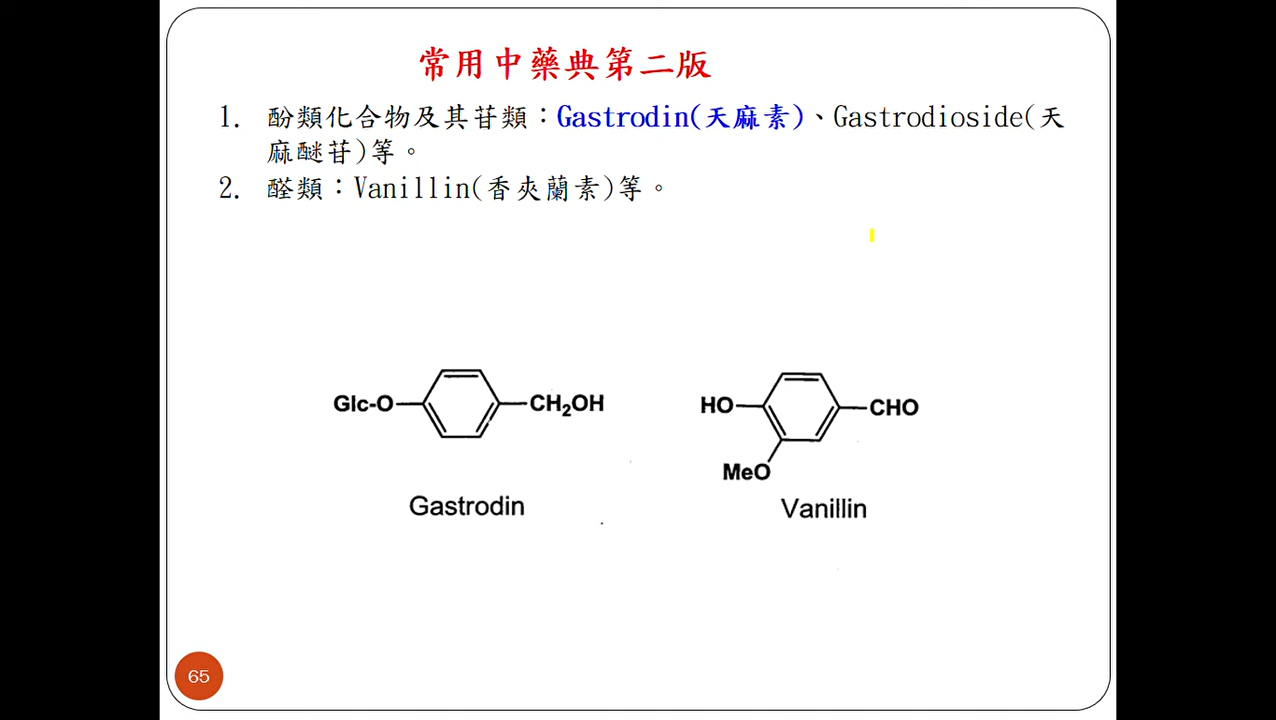 常用中藥典第二版
1. 酚類化合物及其苷類：Gastrodin(天麻素)、Gastrodioside(天
麻醚苷)等。
2. 醛類：Vanillin(香夾蘭素)等。
Glc-O CH₂OH
HO CHO
MeO
Gastrodin
Vanillin
65